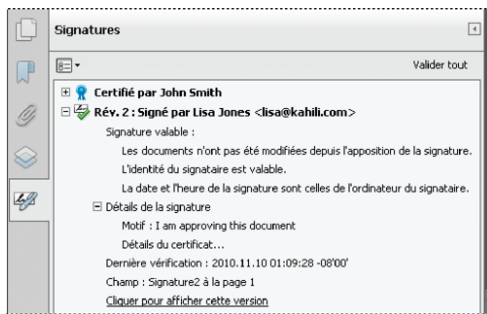 Signatures
Valider tout
Certifié par John Smith
Rév. 2 : Signé par Lisa Jones <lisa@kahili.com>
Signature valable :
Les documents n'ont pas été modifiées depuis l'apposition de la signature.
L'identité du signataire est valable.
La date et l'heure de la signature sont celles de l'ordinateur du signataire.
Détails de la signature
Motif : I am approving this document
Détails du certificat...
Dernière vérification : 2010.11.10 01:09:28 -08'00'
Champ : Signature2 à la page 1
Cliquer pour afficher cette version